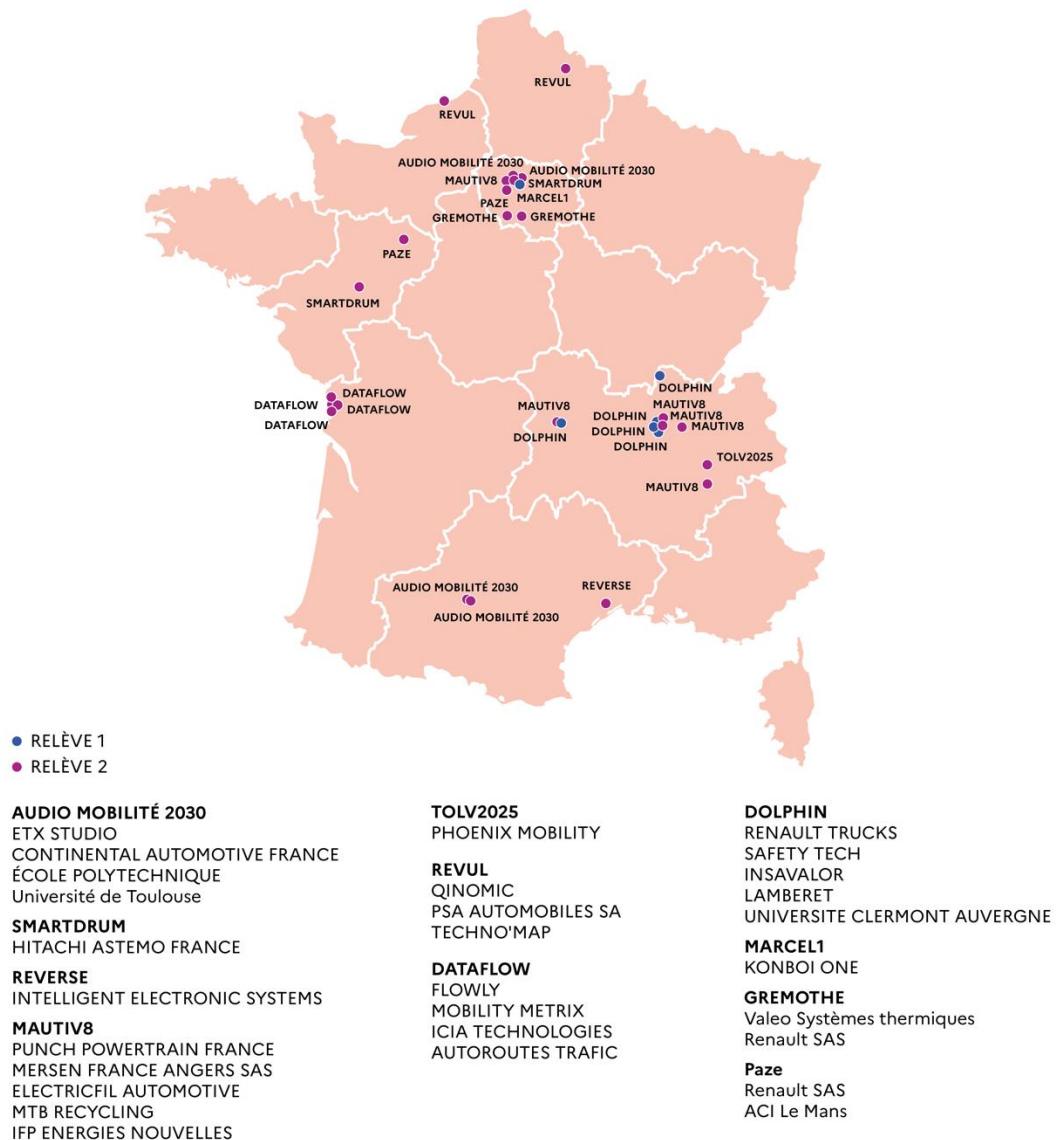 REVUL
REVUL
AUDIO MOBILITÉ 2030
AUDIO MOBILITÉ 2030
MAUTIV8
SMARTDRUM
PAZE
MARCEL1
GREMOTHE
GREMOTHE
PAZE
SMARTDRUM
DOLPHIN
DATAFLOW
DATAFLOW
DATAFLOW
DATAFLOW
MAUTIV8
DOLPHIN
MAUTIV8
DOLPHIN
MAUTIV8
DOLPHIN
MAUTIV8
DOLPHIN
TOLV2025
MAUTIV8
AUDIO MOBILITÉ 2030
REVERSE
AUDIO MOBILITÉ 2030
RELÈVE 1
RELÈVE 2
AUDIO MOBILITÉ 2030
ETX STUDIO
CONTINENTAL AUTOMOTIVE FRANCE
ÉCOLE POLYTECHNIQUE
Université de Toulouse
SMARTDRUM
HITACHI ASTEMO FRANCE
REVERSE
INTELLIGENT ELECTRONIC SYSTEMS
MAUTIV8
PUNCH POWERTRAIN FRANCE
MERSEN FRANCE ANGERS SAS
ELECTRICFIL AUTOMOTIVE
MTB RECYCLING
IFP ENERGIES NOUVELLES
TOLV2025
PHOENIX MOBILITY
REVUL
QINOMIC
PSA AUTOMOBILES SA
TECHNO'MAP
DATAFLOW
FLOWLY
MOBILITY METRIX
ICIA TECHNOLOGIES
AUTOROUTES TRAFIC
DOLPHIN
RENAULT TRUCKS
SAFETY TECH
INSAVALOR
LAMBERET
UNIVERSITE CLERMONT AUVERGNE
MARCEL1
KONBOI ONE
GREMOTHE
Valeo Systèmes thermiques
Renault SAS
Paze
Renault SAS
ACI Le Mans